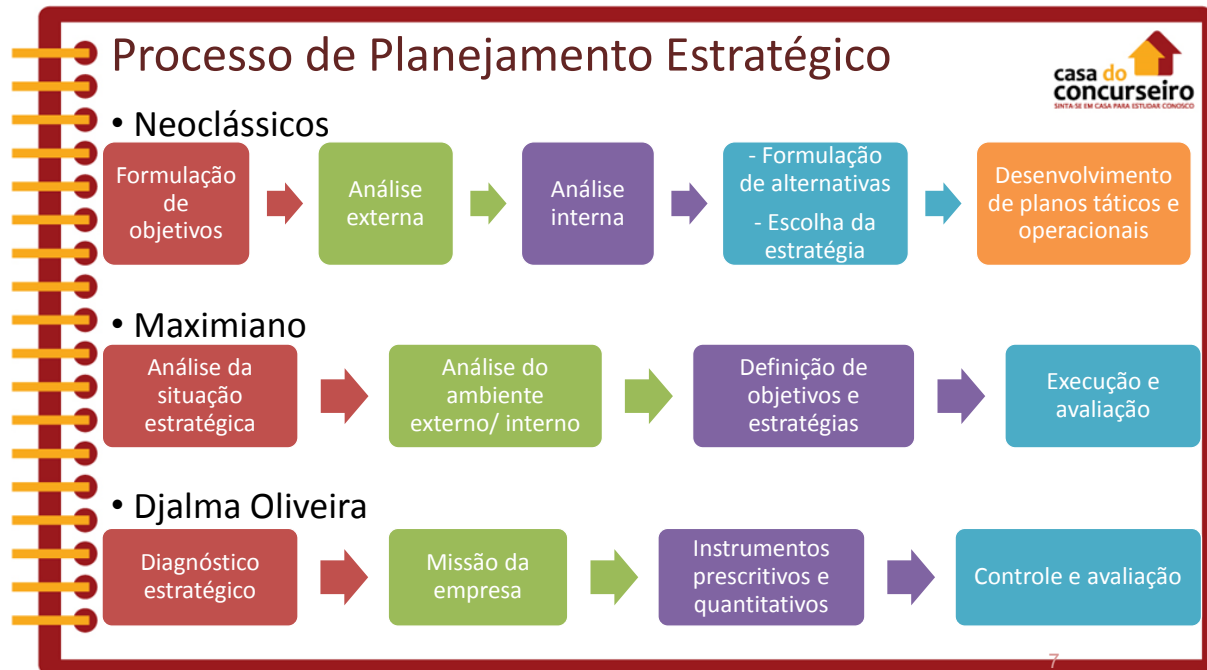 Processo de Planejamento Estratégico
casa do
concurseiro
SINTA-SE EM CASA PARA ESTUDAR CONOSCO
• Neoclássicos
Formulação
de
objetivos
Análise
externa
Análise
interna
- Formulação
de alternativas
- Escolha da
estratégia
Desenvolvimento
de planos táticos e
operacionais
• Maximiano
Análise da
situação
estratégica
Análise do
ambiente
externo/ interno
Definição de
objetivos e
estratégias
Execução e
avaliação
• Djalma Oliveira
Diagnóstico
estratégico
Missão da
empresa
Instrumentos
prescritivos e
quantitativos
Controle e avaliação
7